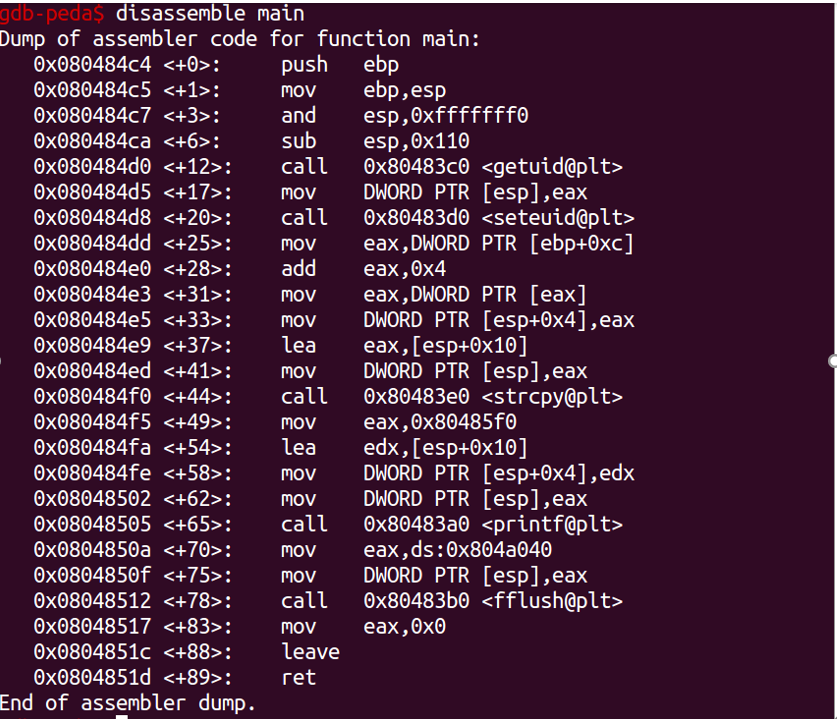 gdb-peda$ disassemble main
Dump of assembler code for function main:
   0x080484c4 <+0>:     push   ebp
   0x080484c5 <+1>:     mov    ebp,esp
   0x080484c7 <+3>:     and    esp,0xfffffff0
   0x080484ca <+6>:     sub    esp,0x110
   0x080484d0 <+12>:    call   0x80483c0 <getuid@plt>
   0x080484d5 <+17>:    mov    DWORD PTR [esp],eax
   0x080484d8 <+20>:    call   0x80483d0 <seteuid@plt>
   0x080484dd <+25>:    mov    eax,DWORD PTR [ebp+0xc]
   0x080484e0 <+28>:    add    eax,0x4
   0x080484e3 <+31>:    mov    eax,DWORD PTR [eax]
   0x080484e5 <+33>:    mov    DWORD PTR [esp+0x4],eax
   0x080484e9 <+37>:    lea    eax,[esp+0x10]
   0x080484ed <+41>:    mov    DWORD PTR [esp],eax
   0x080484f0 <+44>:    call   0x80483e0 <strcpy@plt>
   0x080484f5 <+49>:    mov    eax,0x80485f0
   0x080484fa <+54>:    lea    edx,[esp+0x10]
   0x080484fe <+58>:    mov    DWORD PTR [esp+0x4],edx
   0x08048502 <+62>:    mov    DWORD PTR [esp],eax
   0x08048505 <+65>:    call   0x80483a0 <printf@plt>
   0x0804850a <+70>:    mov    eax,ds:0x804a040
   0x0804850f <+75>:    mov    DWORD PTR [esp],eax
   0x08048512 <+78>:    call   0x80483b0 <fflush@plt>
   0x08048517 <+83>:    mov    eax,0x0
   0x0804851c <+88>:    leave
   0x0804851d <+89>:    ret
End of assembler dump.